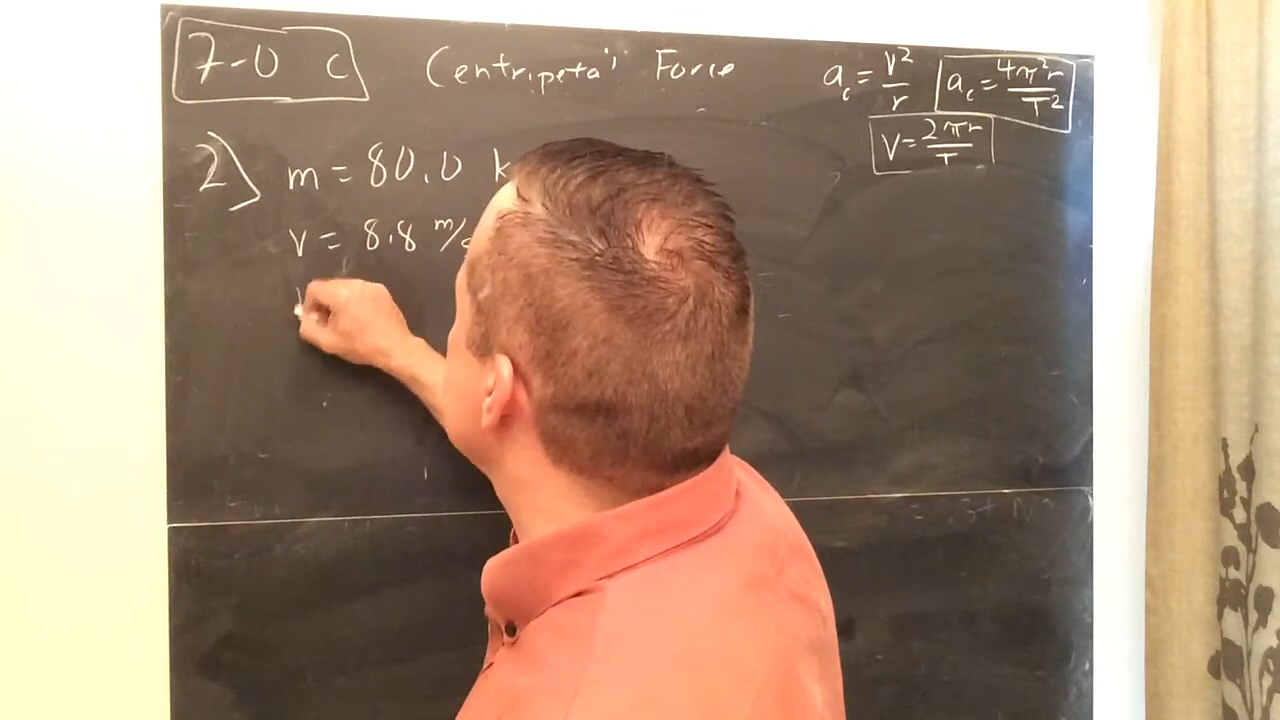 7-0 c
Centripetal Force
a_c = v²/r
a_c = 4π²r/T²
v = 2πr/T
2) m = 80.0 k
v = 8.8 m/